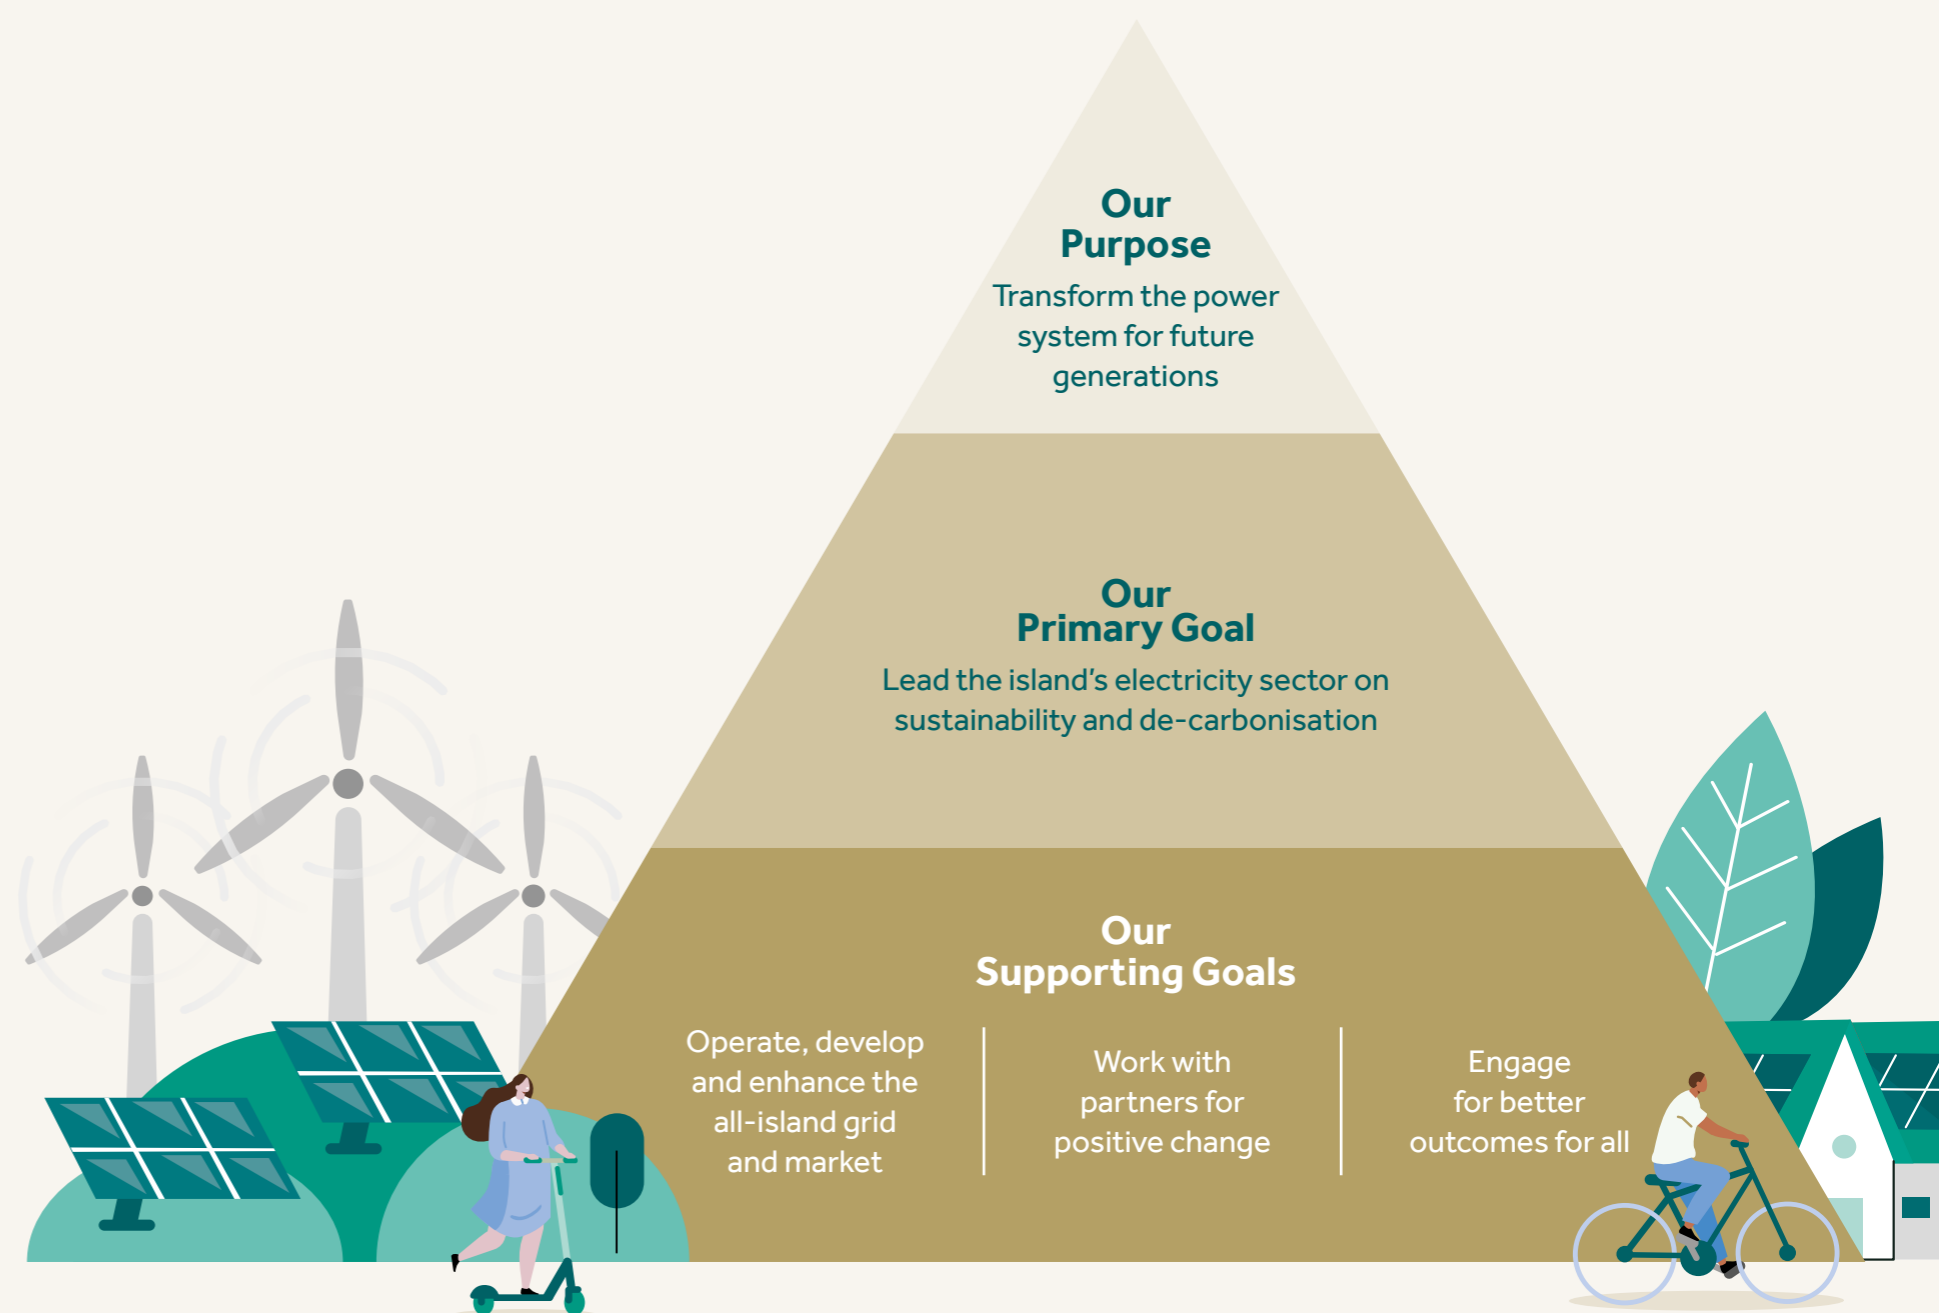 Our
Purpose
Transform the power
system for future
generations
Our
Primary Goal
Lead the island's electricity sector on
sustainability and de-carbonisation
Our
Supporting Goals
Operate, develop
and enhance the
all-island grid
and market
Work with
partners for
positive change
Engage
for better
outcomes for all